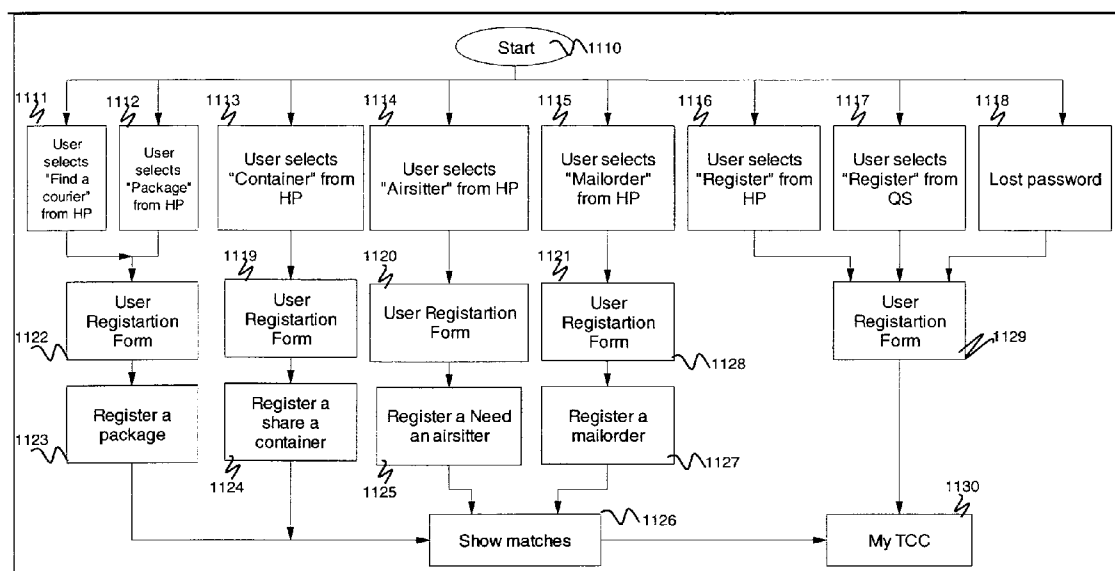 Start
1110
1111
1112
1113
1114
1115
1116
1117
1118
User
selects
"Find a
courier"
from HP
User
selects
"Package"
from HP
User selects
"Container" from
HP
User selects
"Airsitter" from HP
User selects
"Mailorder" from
HP
User selects
"Register" from
HP
User selects
"Register" from
QS
Lost password
1119
1120
1121
User
Registartion
Form
User
Registartion
Form
User Registartion
Form
User
Registartion
Form
User
Registartion
Form
1122
1128
1129
Register a
package
Register a
share a
container
Register a Need
an airsitter
Register a
mailorder
1123
1124
1125
1127
1126
1130
Show matches
My TCC